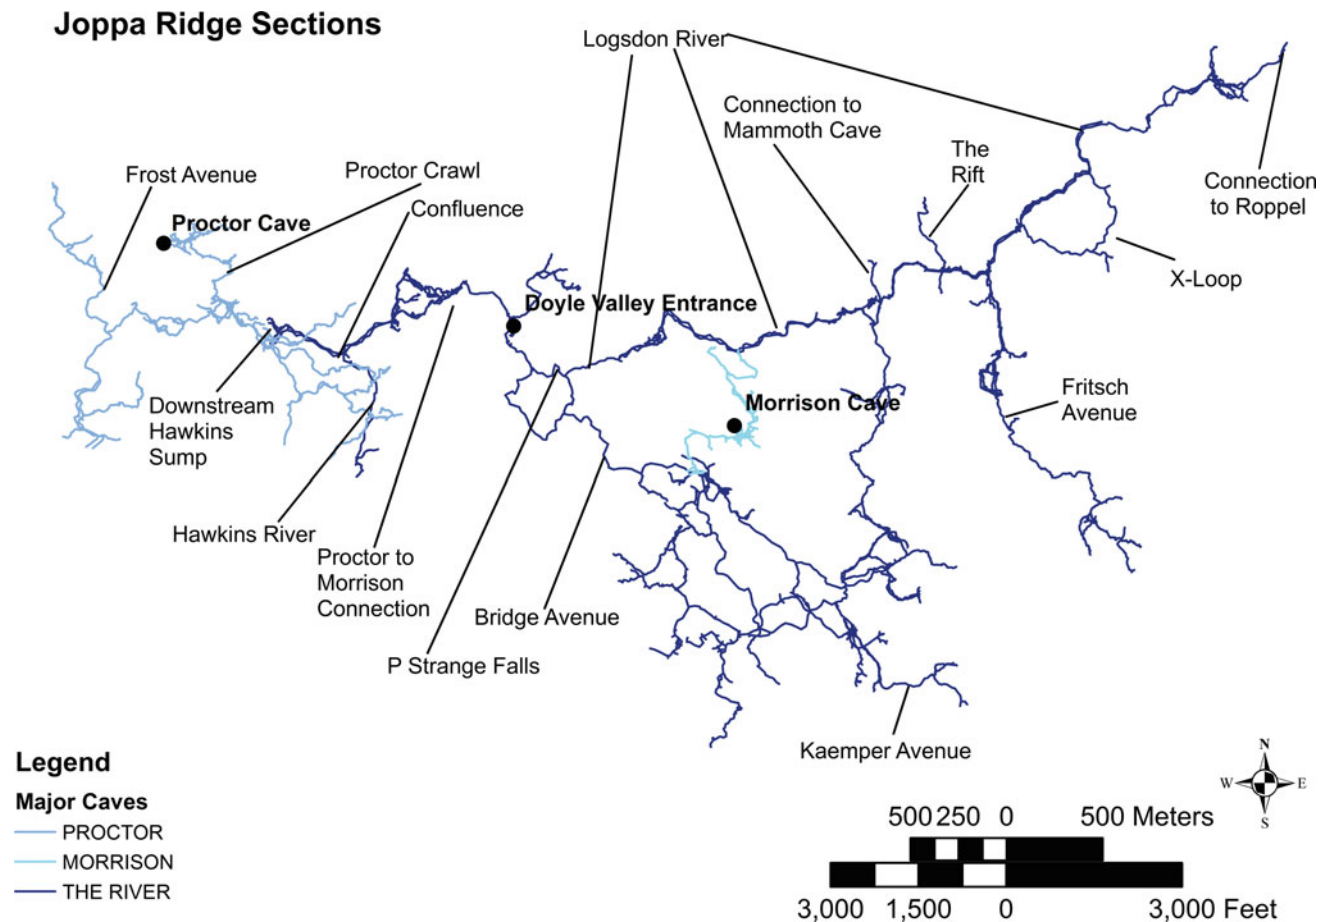 Joppa Ridge Sections
Logsdon River
Connection to
Mammoth Cave
The
Rift
Connection
to Roppel
X-Loop
Frost Avenue
Proctor Crawl
Confluence
Proctor Cave
Doyle Valley Entrance
Morrison Cave
Fritsch
Avenue
Downstream
Hawkins
Sump
Hawkins River
Proctor to
Morrison
Connection
Bridge Avenue
P Strange Falls
Kaemper Avenue
Legend
Major Caves
PROCTOR
MORRISON
THE RIVER
N
W E
S
500 250 0 500 Meters
3,000 1,500 0 3,000 Feet